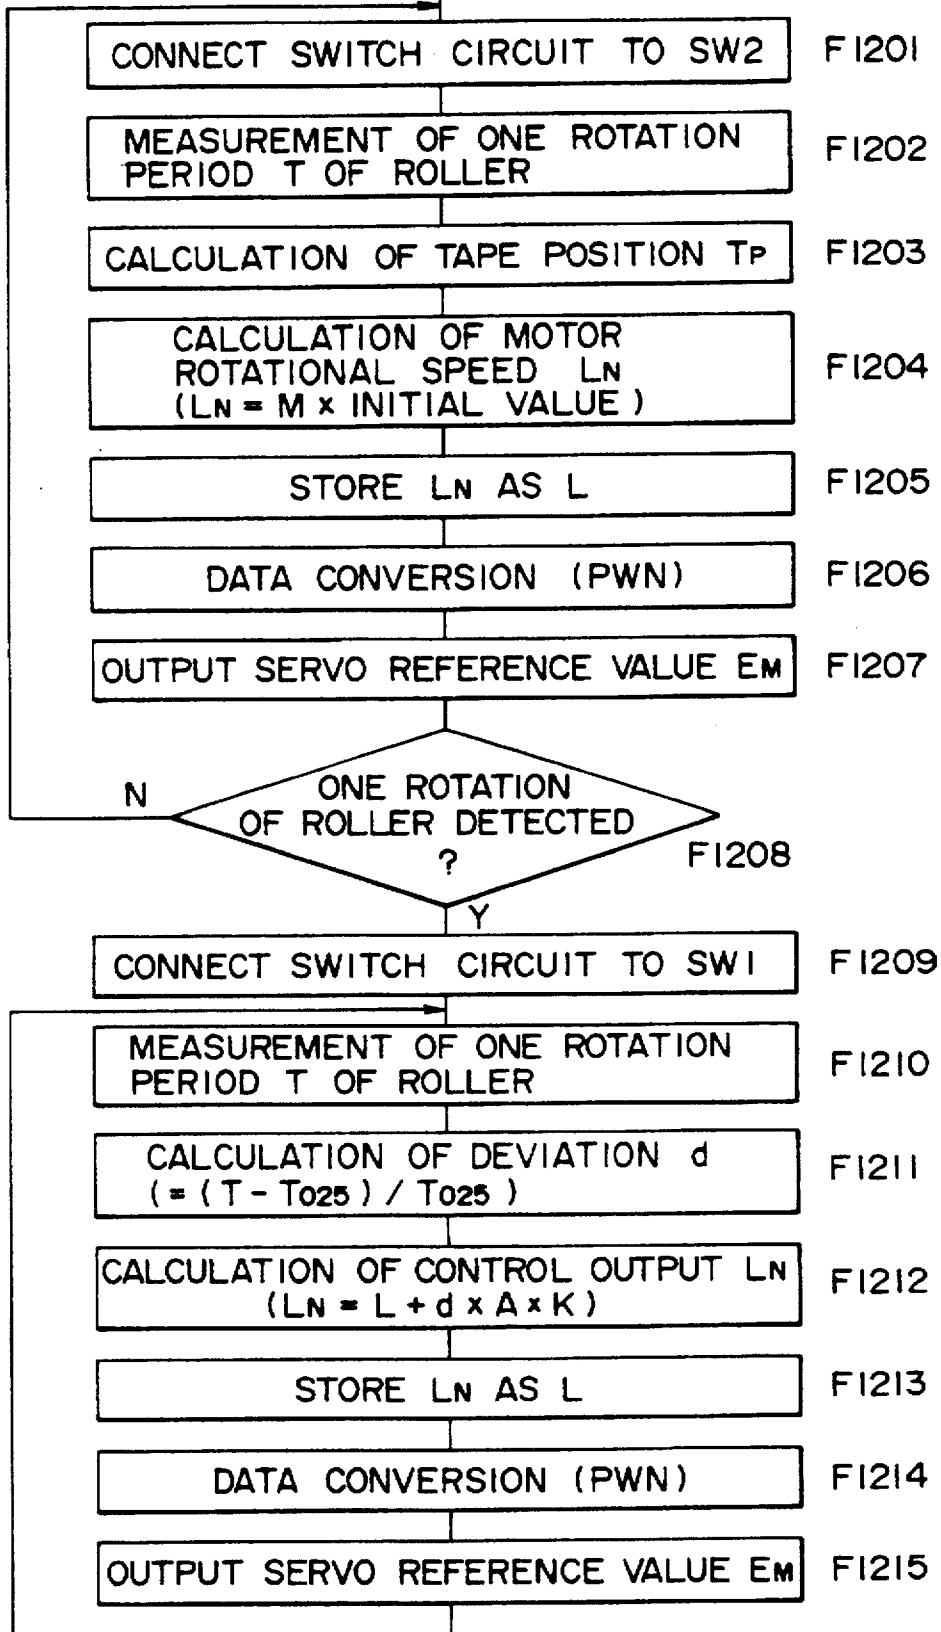 CONNECT SWITCH CIRCUIT TO SW2 F1201
MEASUREMENT OF ONE ROTATION
PERIOD T OF ROLLER F1202
CALCULATION OF TAPE POSITION TP F1203
CALCULATION OF MOTOR
ROTATIONAL SPEED LN F1204
(LN = M × INITIAL VALUE)
STORE LN AS L F1205
DATA CONVERSION (PWN) F1206
OUTPUT SERVO REFERENCE VALUE EM F1207
N
ONE ROTATION
OF ROLLER DETECTED
? F1208
Y
CONNECT SWITCH CIRCUIT TO SW1 F1209
MEASUREMENT OF ONE ROTATION
PERIOD T OF ROLLER F1210
CALCULATION OF DEVIATION d F1211
(= (T - T025) / T025)
CALCULATION OF CONTROL OUTPUT LN F1212
(LN = L + d × A × K)
STORE LN AS L F1213
DATA CONVERSION (PWN) F1214
OUTPUT SERVO REFERENCE VALUE EM F1215